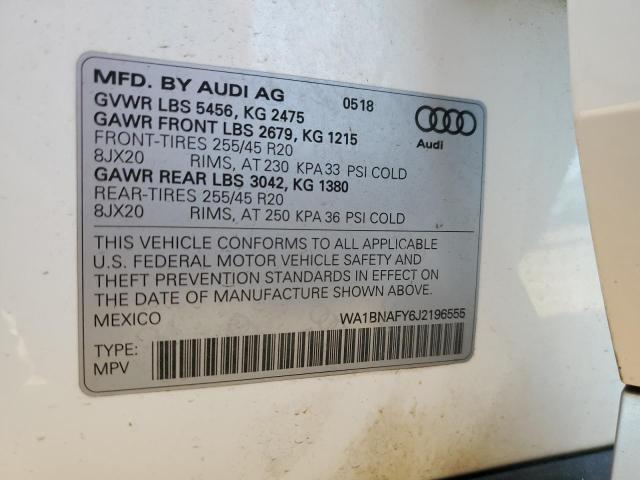 MFD. BY AUDI AG 0518
GVWR LBS 5456, KG 2475
GAWR FRONT LBS 2679, KG 1215
FRONT-TIRES 255/45 R20
8JX20 RIMS, AT 230 KPA 33 PSI COLD
GAWR REAR LBS 3042, KG 1380
REAR-TIRES 255/45 R20
8JX20 RIMS, AT 250 KPA 36 PSI COLD
Audi
THIS VEHICLE CONFORMS TO ALL APPLICABLE
U.S. FEDERAL MOTOR VEHICLE SAFETY AND
THEFT PREVENTION STANDARDS IN EFFECT ON
THE DATE OF MANUFACTURE SHOWN ABOVE.
MEXICO WA1BNAFY6J2196555
TYPE:
MPV